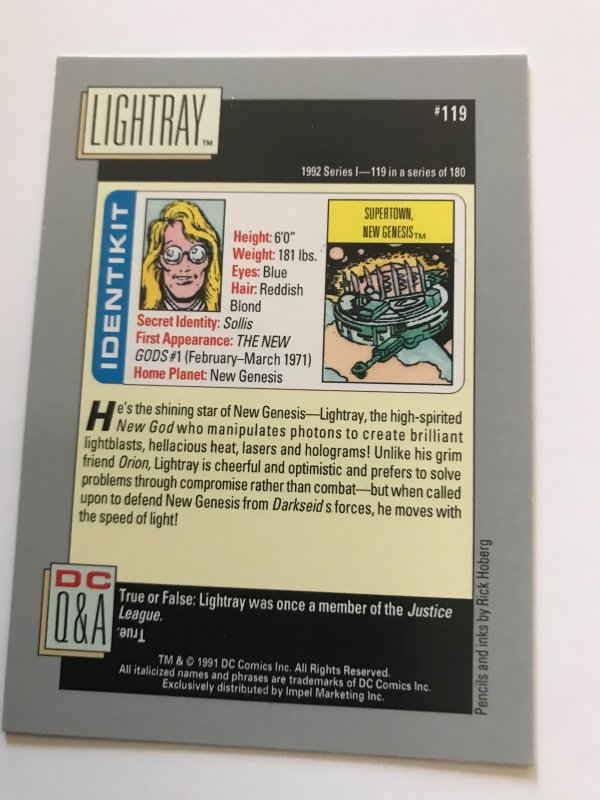 LIGHTRAY™
#119
1992 Series I—119 in a series of 180
IDENTIKIT
Height: 6'0"
Weight: 181 lbs.
Eyes: Blue
Hair: Reddish
Blond
Secret Identity: Sollis
First Appearance: THE NEW
GODS #1 (February–March 1971)
Home Planet: New Genesis
SUPERTOWN,
NEW GENESIS™
He's the shining star of New Genesis—Lightray, the high-spirited
New God who manipulates photons to create brilliant
lightblasts, hellacious heat, lasers and holograms! Unlike his grim
friend Orion, Lightray is cheerful and optimistic and prefers to solve
problems through compromise rather than combat—but when called
upon to defend New Genesis from Darkseid's forces, he moves with
the speed of light!
DC
Q&A
True or False: Lightray was once a member of the Justice
League.
True.
TM & © 1991 DC Comics Inc. All Rights Reserved.
All italicized names and phrases are trademarks of DC Comics Inc.
Exclusively distributed by Impel Marketing Inc.
Pencils and inks by Rick Hoberg